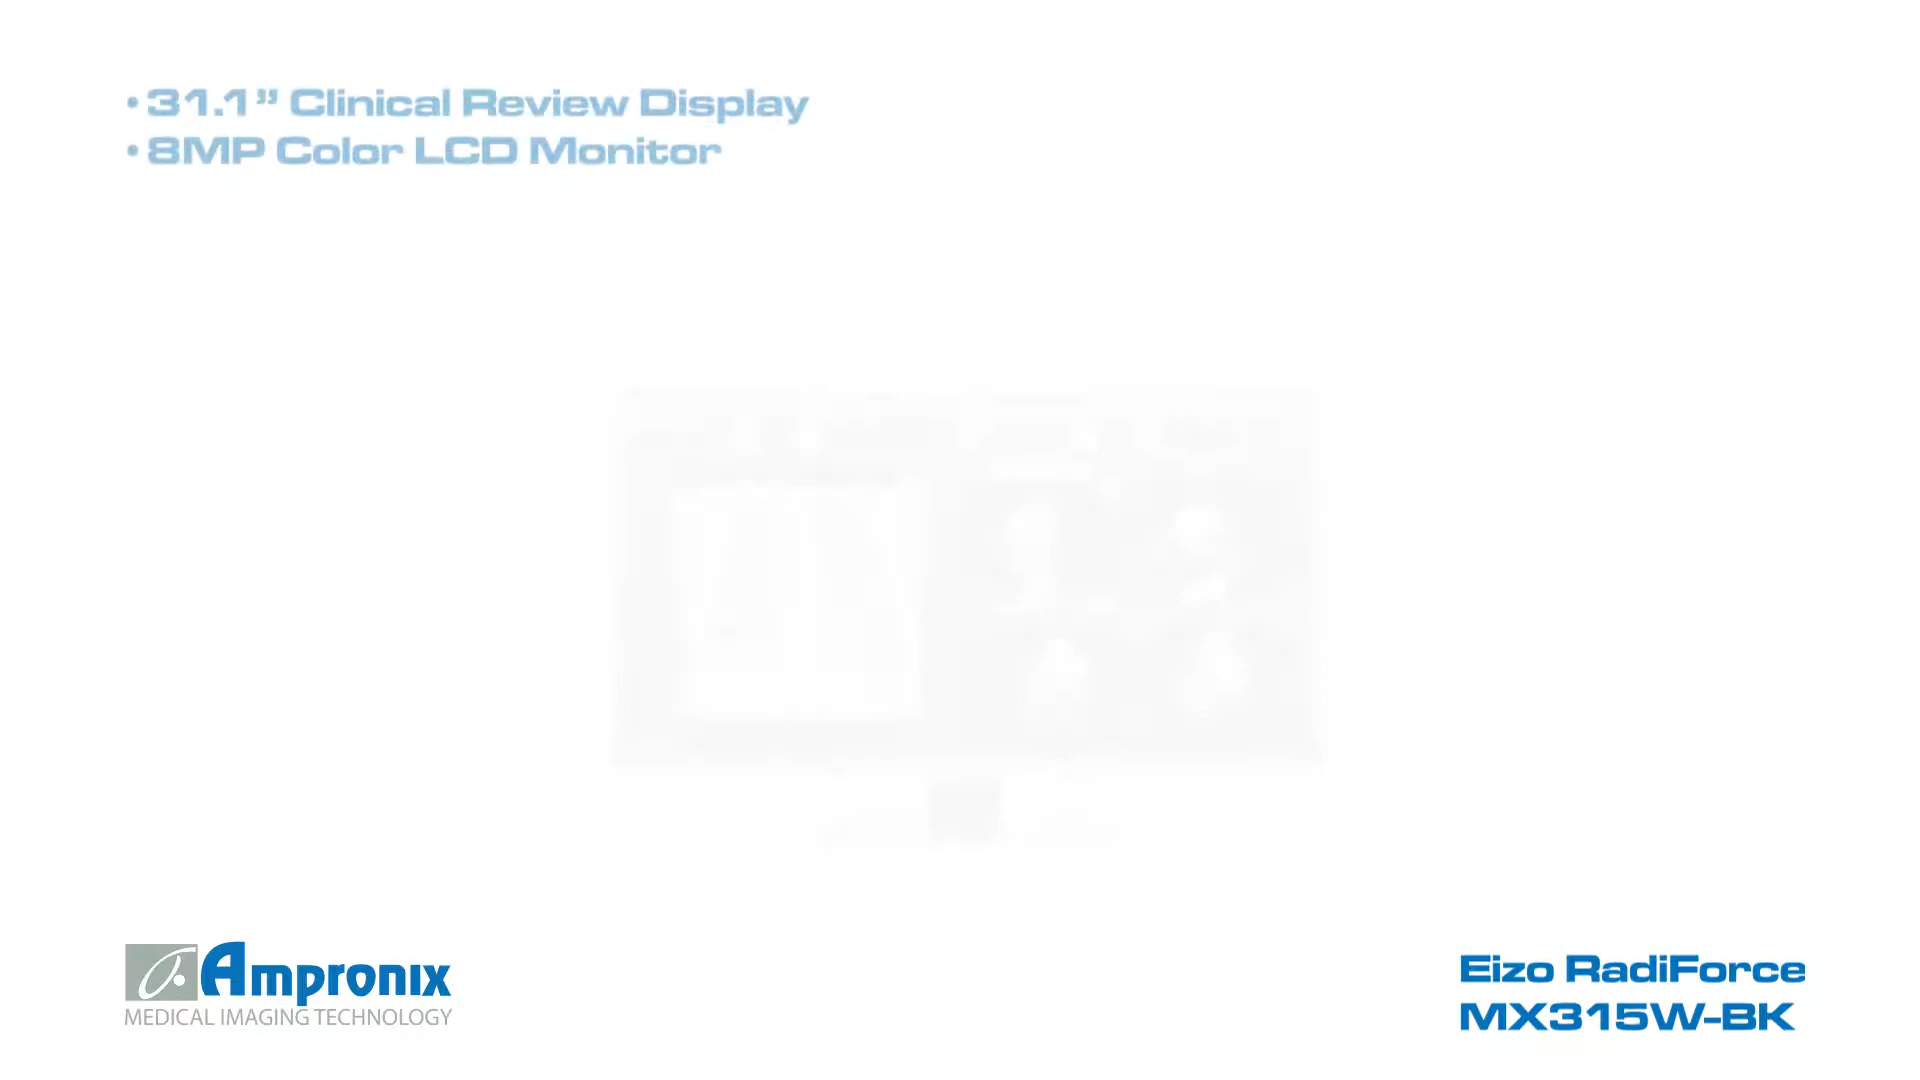 • 31.1” Clinical Review Display
• 8MP Color LCD Monitor
Ampronix
MEDICAL IMAGING TECHNOLOGY
Eizo RadiForce
MX315W-BK